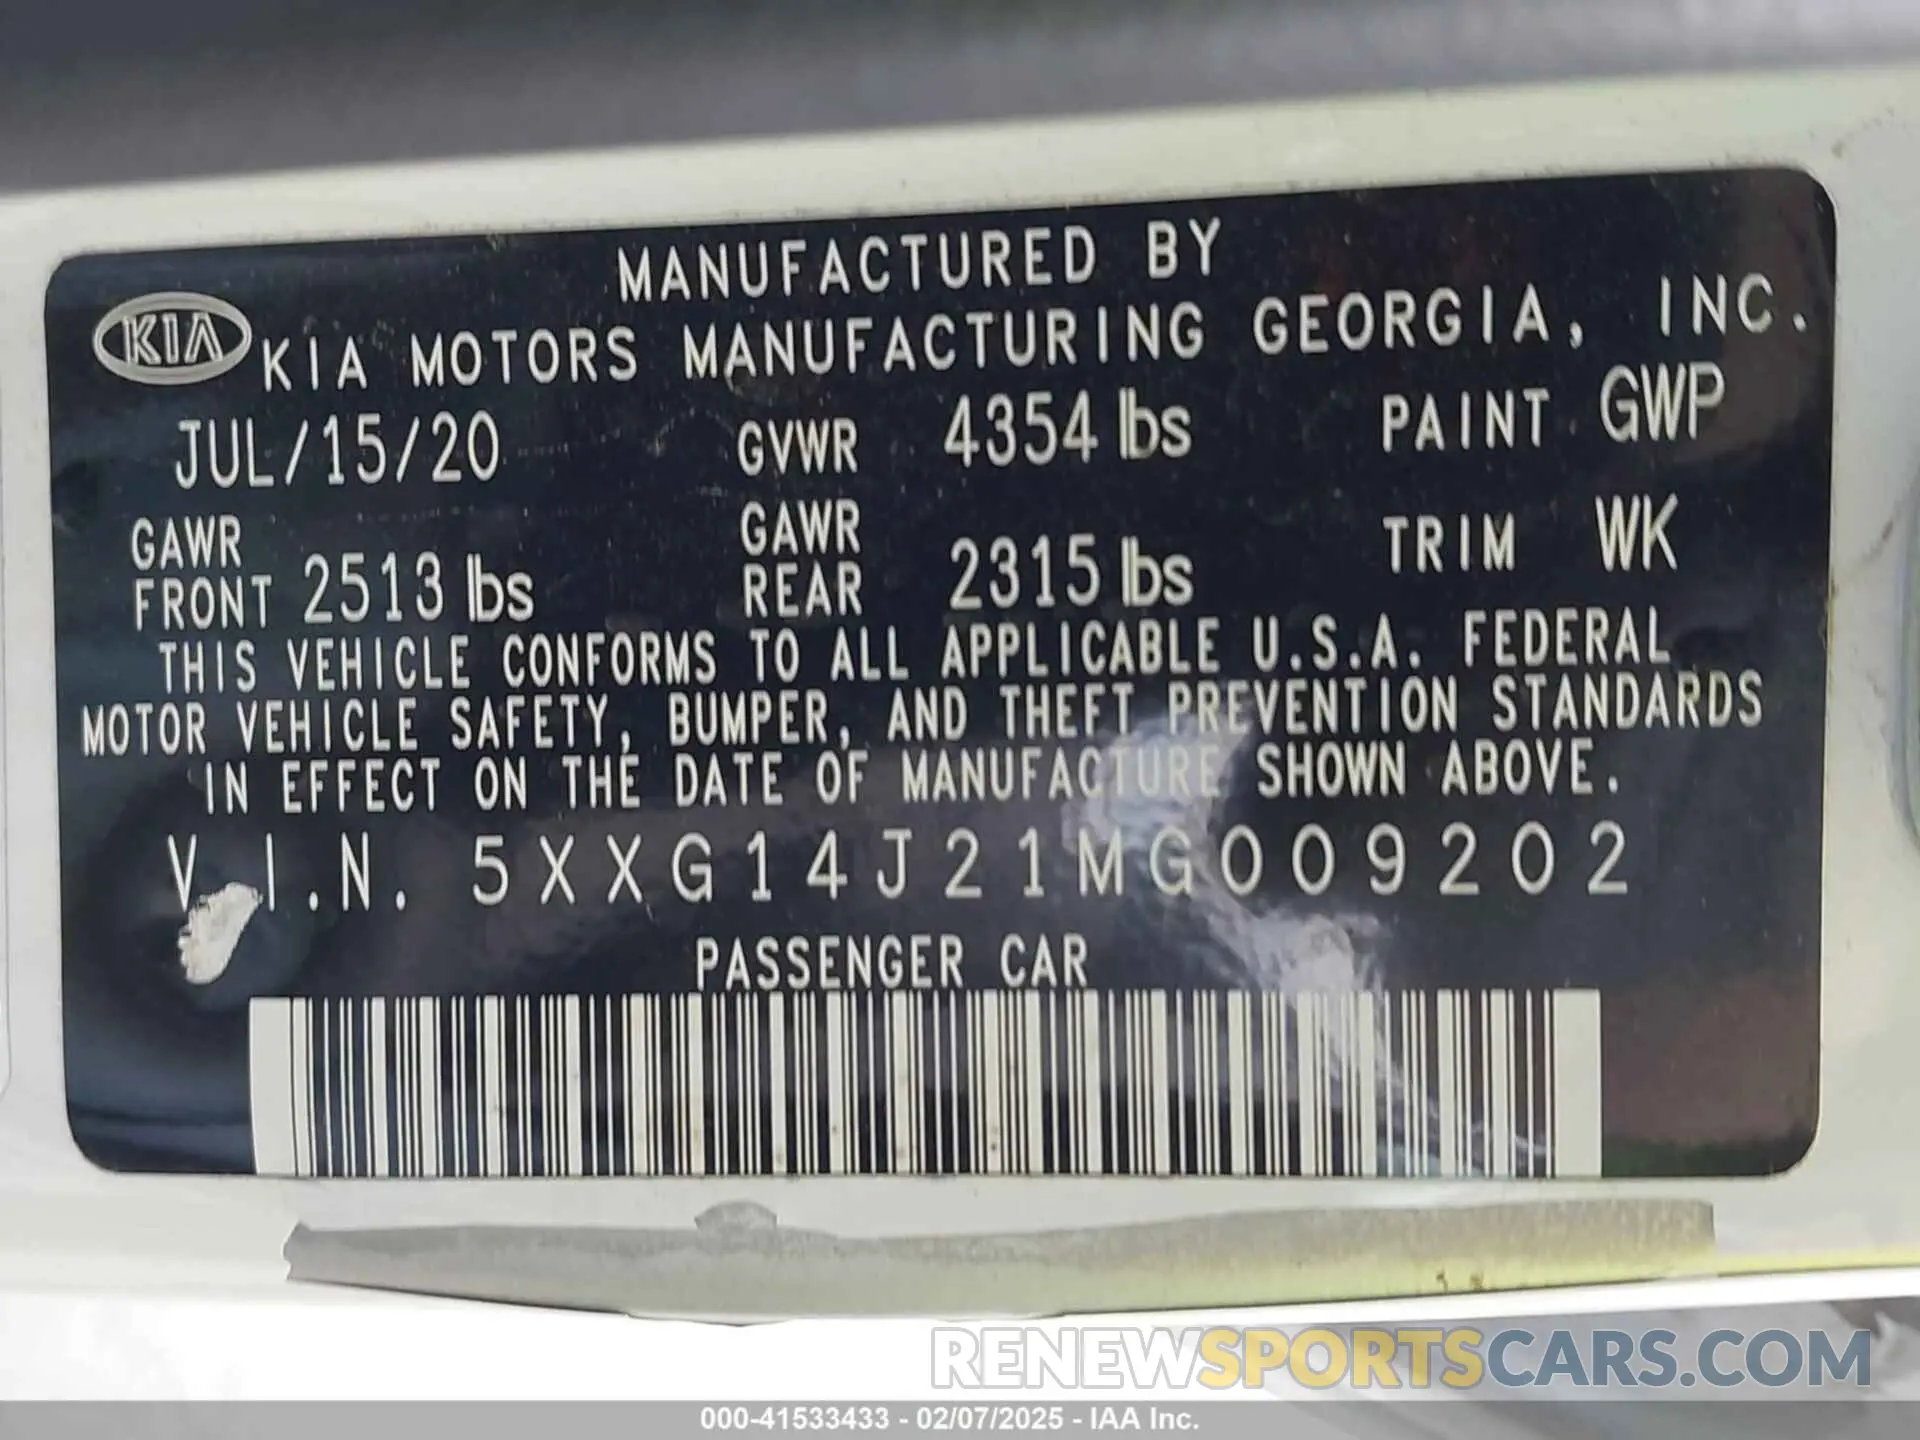 MANUFACTURED BY
KIA KIA MOTORS MANUFACTURING GEORGIA, INC.
JUL/15/20 GVWR 4354 lbs PAINT GWP
GAWR FRONT 2513 lbs GAWR REAR 2315 lbs TRIM WK
THIS VEHICLE CONFORMS TO ALL APPLICABLE U.S.A. FEDERAL
MOTOR VEHICLE SAFETY, BUMPER, AND THEFT PREVENTION STANDARDS
IN EFFECT ON THE DATE OF MANUFACTURE SHOWN ABOVE.
V.I.N. 5XXG14J21MG009202
PASSENGER CAR
RENEWSPORTSCARS.COM
000-41533433 - 02/07/2025 - IAA Inc.